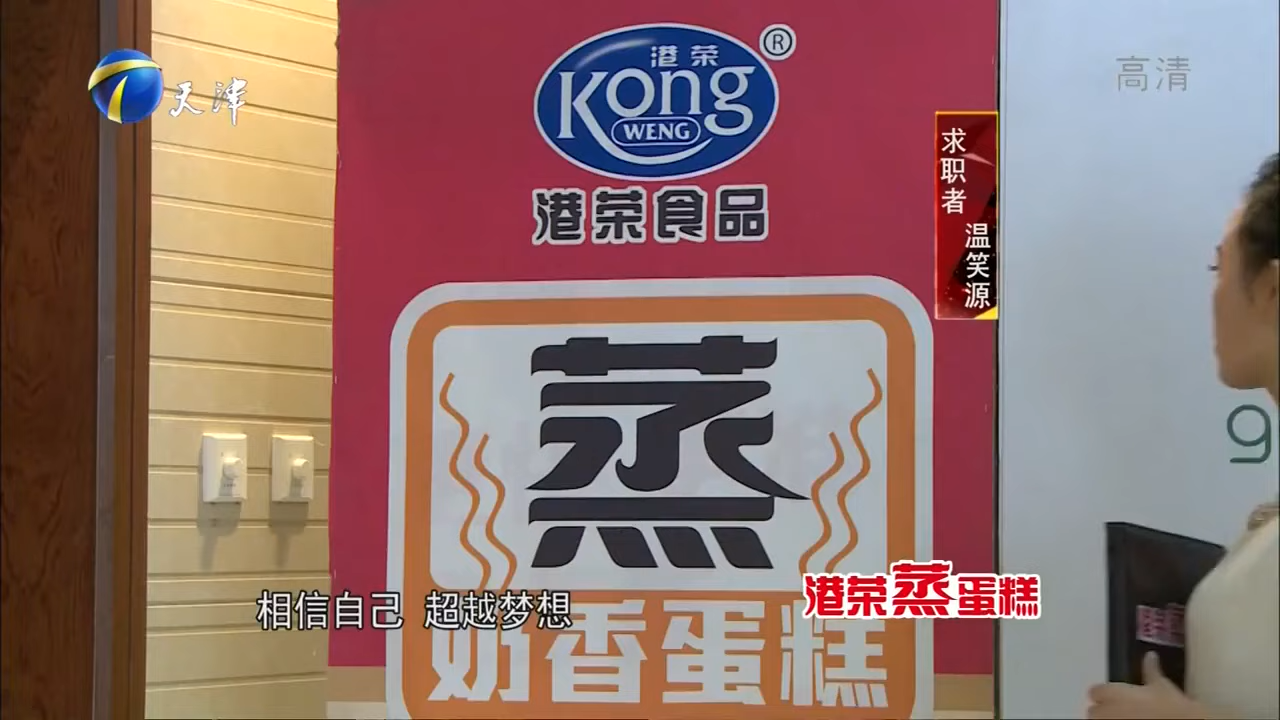 天津
高清
港荣
Kong
WENG
®
港荣食品
求职者
温笑源
蒸
9
港荣蒸蛋糕
相信自己 超越梦想
奶香蛋糕